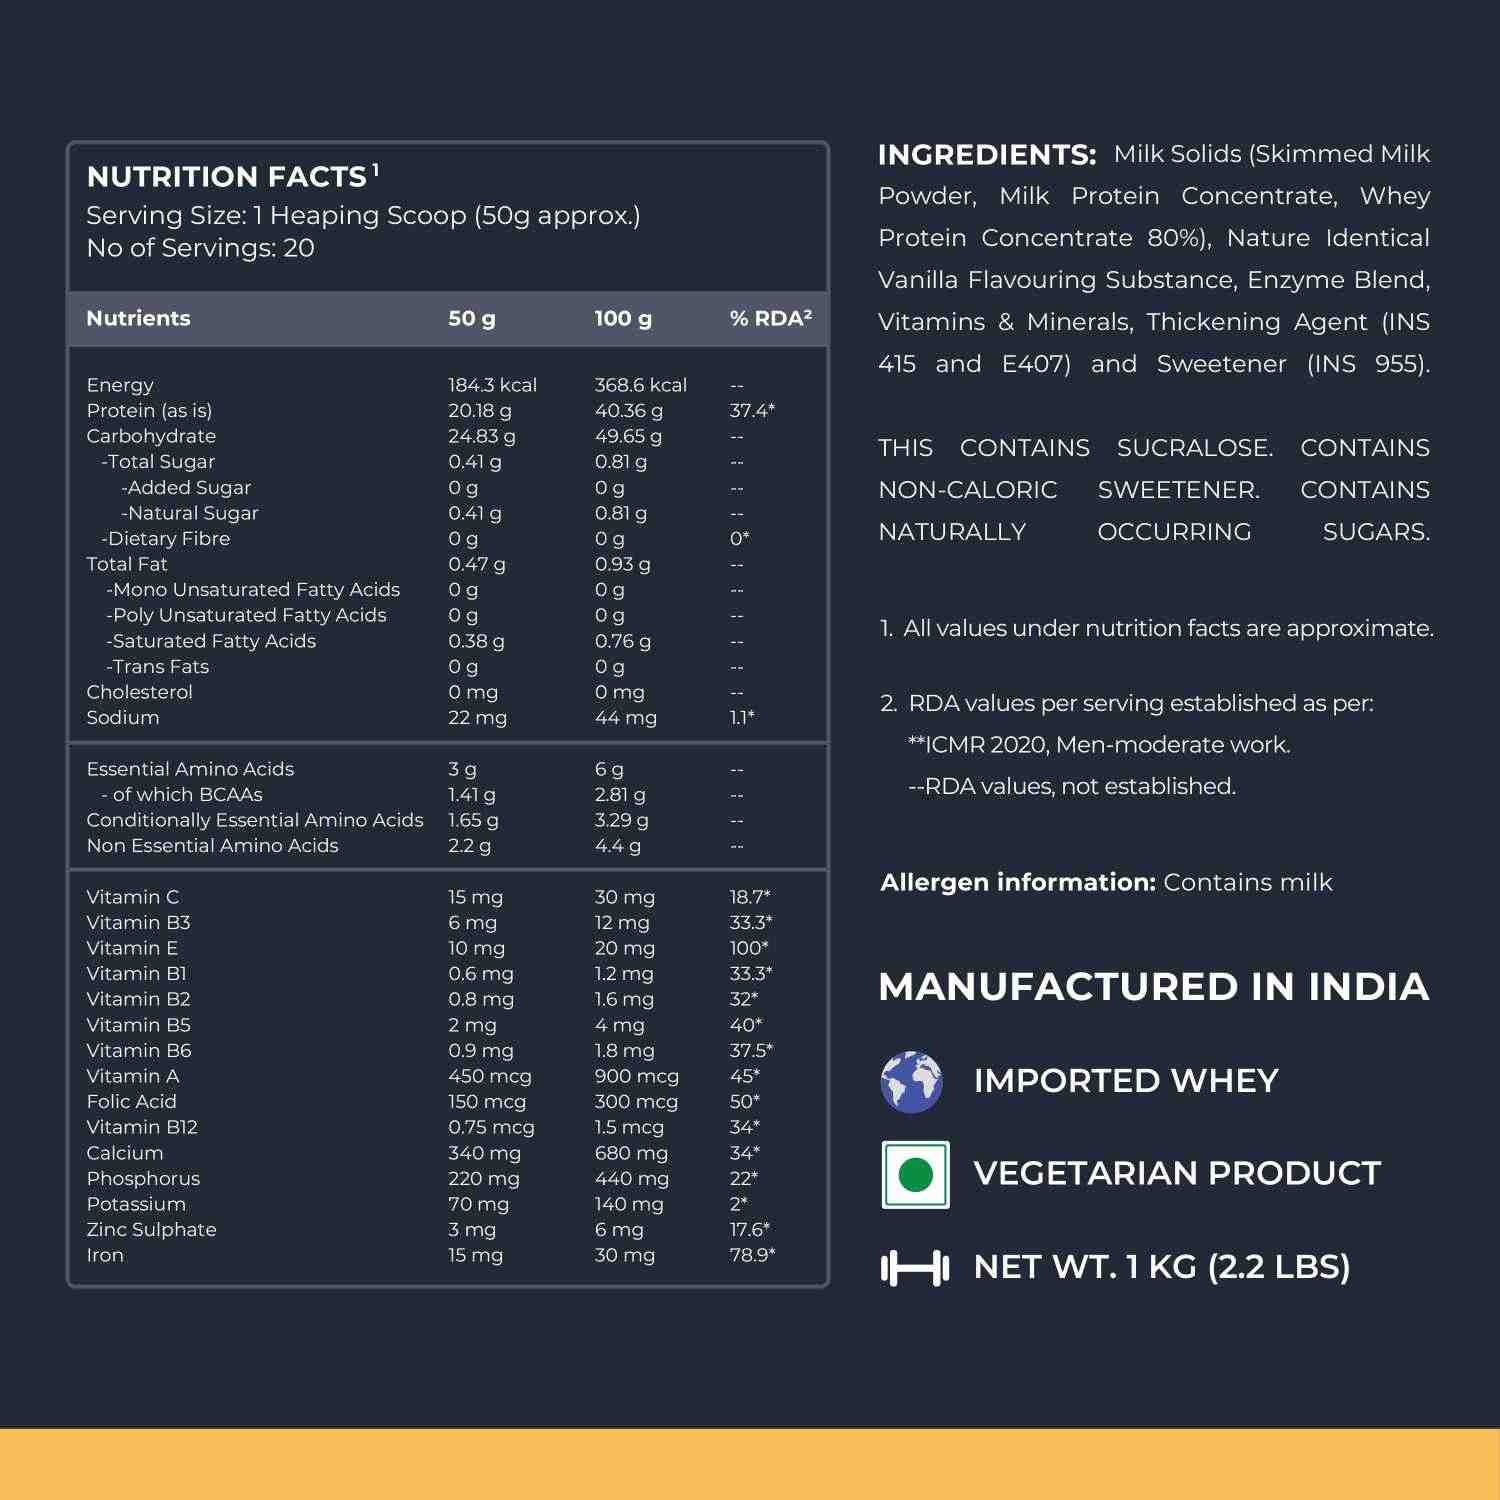 NUTRITION FACTS¹
Serving Size: 1 Heaping Scoop (50g approx.)
No of Servings: 20
Nutrients 50 g 100 g % RDA²
Energy 184.3 kcal 368.6 kcal --
Protein (as is) 20.18 g 40.36 g 37.4*
Carbohydrate 24.83 g 49.65 g --
-Total Sugar 0.41 g 0.81 g --
-Added Sugar 0 g 0 g --
-Natural Sugar 0.41 g 0.81 g --
-Dietary Fibre 0 g 0 g 0*
Total Fat 0.47 g 0.93 g --
-Mono Unsaturated Fatty Acids 0 g 0 g --
-Poly Unsaturated Fatty Acids 0 g 0 g --
-Saturated Fatty Acids 0.38 g 0.76 g --
-Trans Fats 0 g 0 g --
Cholesterol 0 mg 0 mg --
Sodium 22 mg 44 mg 1.1*
Essential Amino Acids 3 g 6 g --
- of which BCAAs 1.41 g 2.81 g --
Conditionally Essential Amino Acids 1.65 g 3.29 g --
Non Essential Amino Acids 2.2 g 4.4 g --
Vitamin C 15 mg 30 mg 18.7*
Vitamin B3 6 mg 12 mg 33.3*
Vitamin E 10 mg 20 mg 100*
Vitamin B1 0.6 mg 1.2 mg 33.3*
Vitamin B2 0.8 mg 1.6 mg 32*
Vitamin B5 2 mg 4 mg 40*
Vitamin B6 0.9 mg 1.8 mg 37.5*
Vitamin A 450 mcg 900 mcg 45*
Folic Acid 150 mcg 300 mcg 50*
Vitamin B12 0.75 mcg 1.5 mcg 34*
Calcium 340 mg 680 mg 34*
Phosphorus 220 mg 440 mg 22*
Potassium 70 mg 140 mg 2*
Zinc Sulphate 3 mg 6 mg 17.6*
Iron 15 mg 30 mg 78.9*
INGREDIENTS: Milk Solids (Skimmed Milk
Powder, Milk Protein Concentrate, Whey
Protein Concentrate 80%), Nature Identical
Vanilla Flavouring Substance, Enzyme Blend,
Vitamins & Minerals, Thickening Agent (INS
415 and E407) and Sweetener (INS 955).
THIS CONTAINS SUCRALOSE. CONTAINS
NON-CALORIC SWEETENER. CONTAINS
NATURALLY OCCURRING SUGARS.
1. All values under nutrition facts are approximate.
2. RDA values per serving established as per:
**ICMR 2020, Men-moderate work.
--RDA values, not established.
Allergen information: Contains milk
MANUFACTURED IN INDIA
IMPORTED WHEY
VEGETARIAN PRODUCT
NET WT. 1 KG (2.2 LBS)